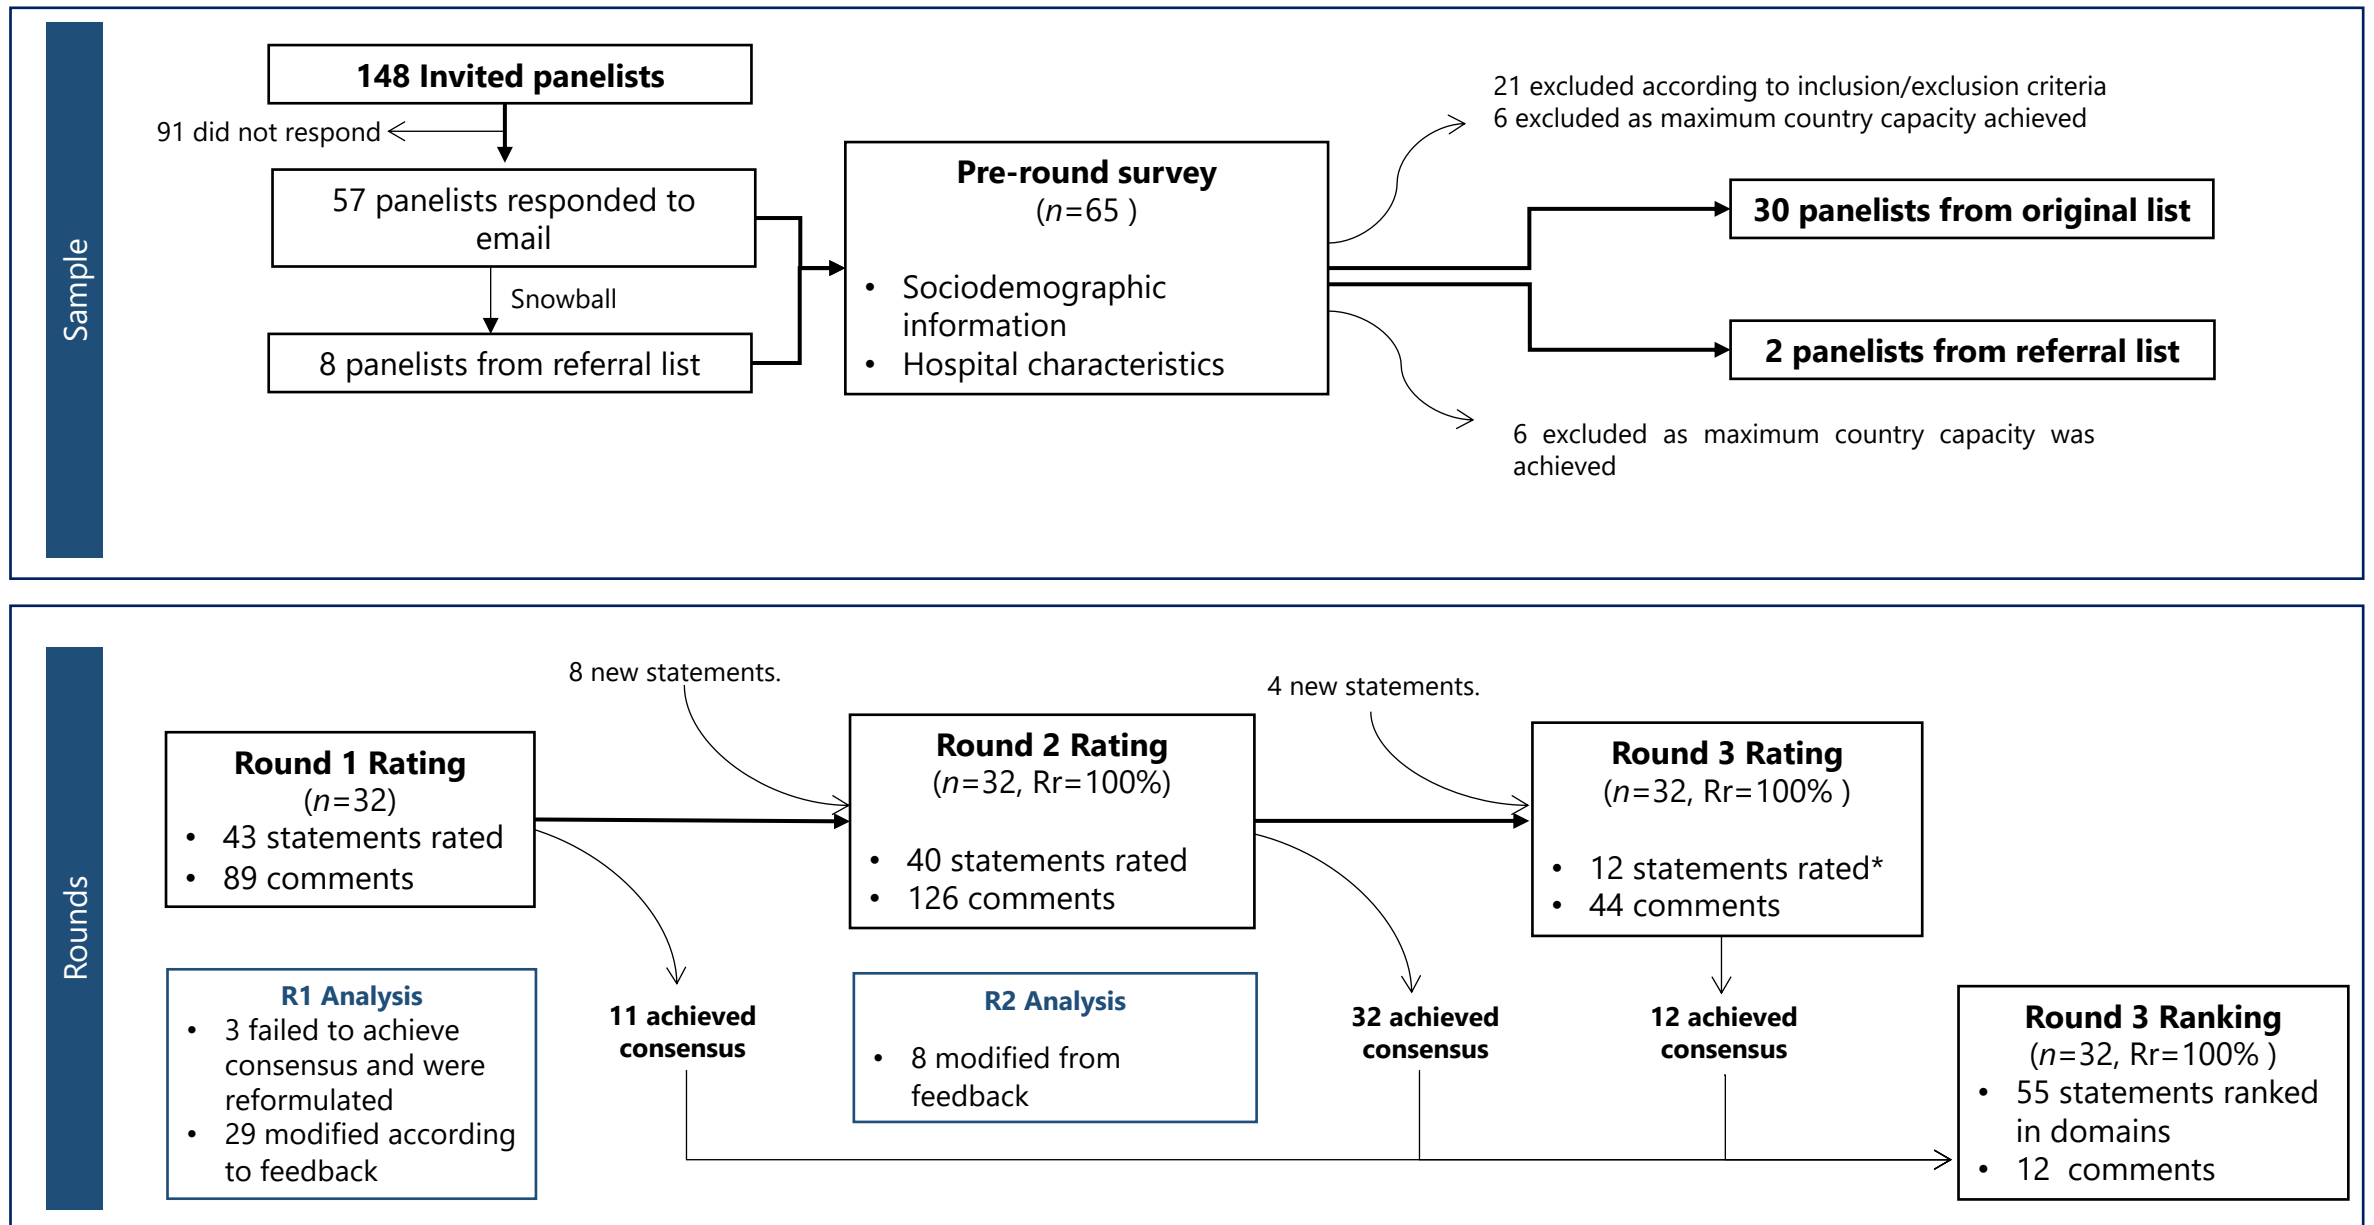 Sample
148 Invited panelists
91 did not respond
57 panelists responded to
email
Snowball
8 panelists from referral list
Pre-round survey
(n=65 )
• Sociodemographic
information
• Hospital characteristics
21 excluded according to inclusion/exclusion criteria
6 excluded as maximum country capacity achieved
30 panelists from original list
2 panelists from referral list
6 excluded as maximum country capacity was
achieved
Rounds
8 new statements.
4 new statements.
Round 1 Rating
(n=32)
• 43 statements rated
• 89 comments
Round 2 Rating
(n=32, Rr=100%)
• 40 statements rated
• 126 comments
Round 3 Rating
(n=32, Rr=100% )
• 12 statements rated*
• 44 comments
R1 Analysis
• 3 failed to achieve
consensus and were
reformulated
• 29 modified according
to feedback
11 achieved
consensus
R2 Analysis
• 8 modified from
feedback
32 achieved
consensus
12 achieved
consensus
Round 3 Ranking
(n=32, Rr=100% )
• 55 statements ranked
in domains
• 12 comments